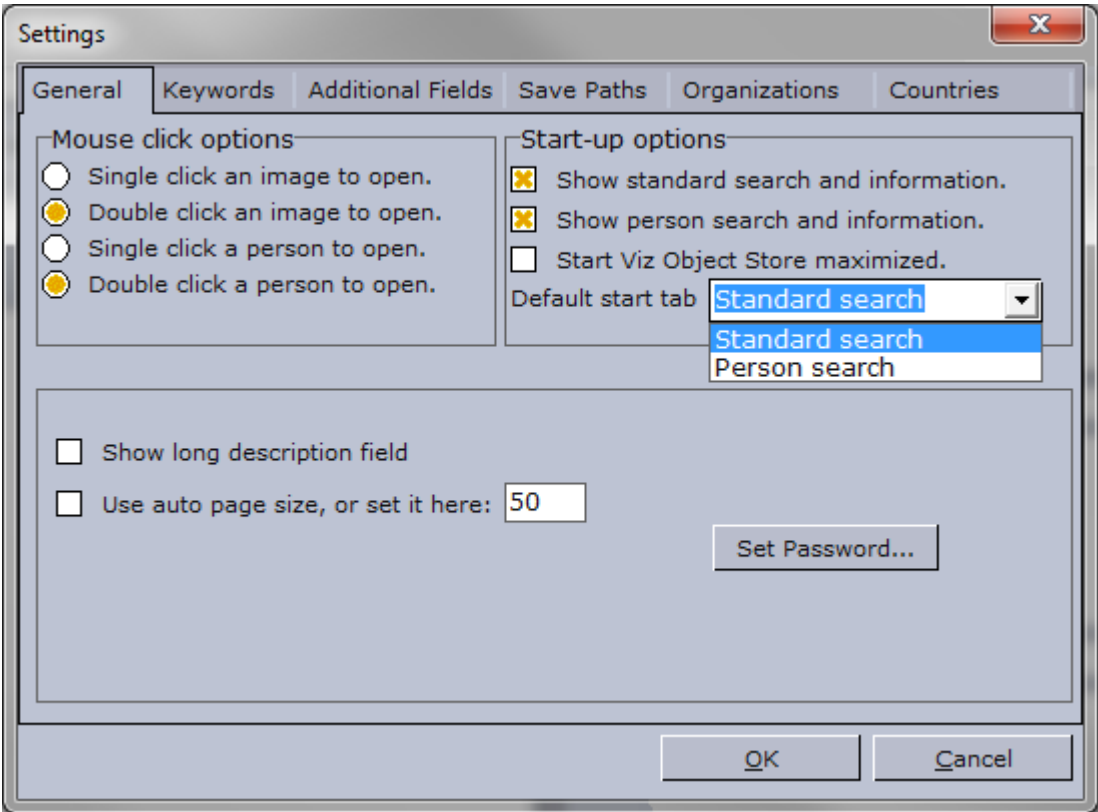 Settings
General Keywords Additional Fields Save Paths Organizations Countries
Mouse click options
Single click an image to open.
Double click an image to open.
Single click a person to open.
Double click a person to open.
Start-up options
Show standard search and information.
Show person search and information.
Start Viz Object Store maximized.
Default start tab Standard search
Standard search
Person search
Show long description field
Use auto page size, or set it here: 50
Set Password...
OK Cancel